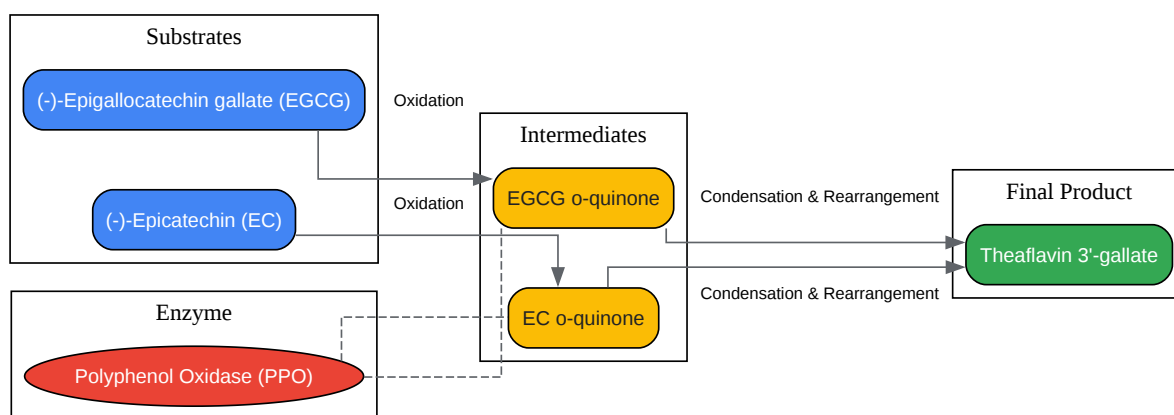 Substrates
(-)-Epigallocatechin gallate (EGCG)
Oxidation
Intermediates
EGCG o-quinone
Condensation & Rearrangement
Final Product
(-)-Epicatechin (EC)
Oxidation
Theaflavin 3'-gallate
Condensation & Rearrangement
Enzyme
EC o-quinone
Polyphenol Oxidase (PPO)